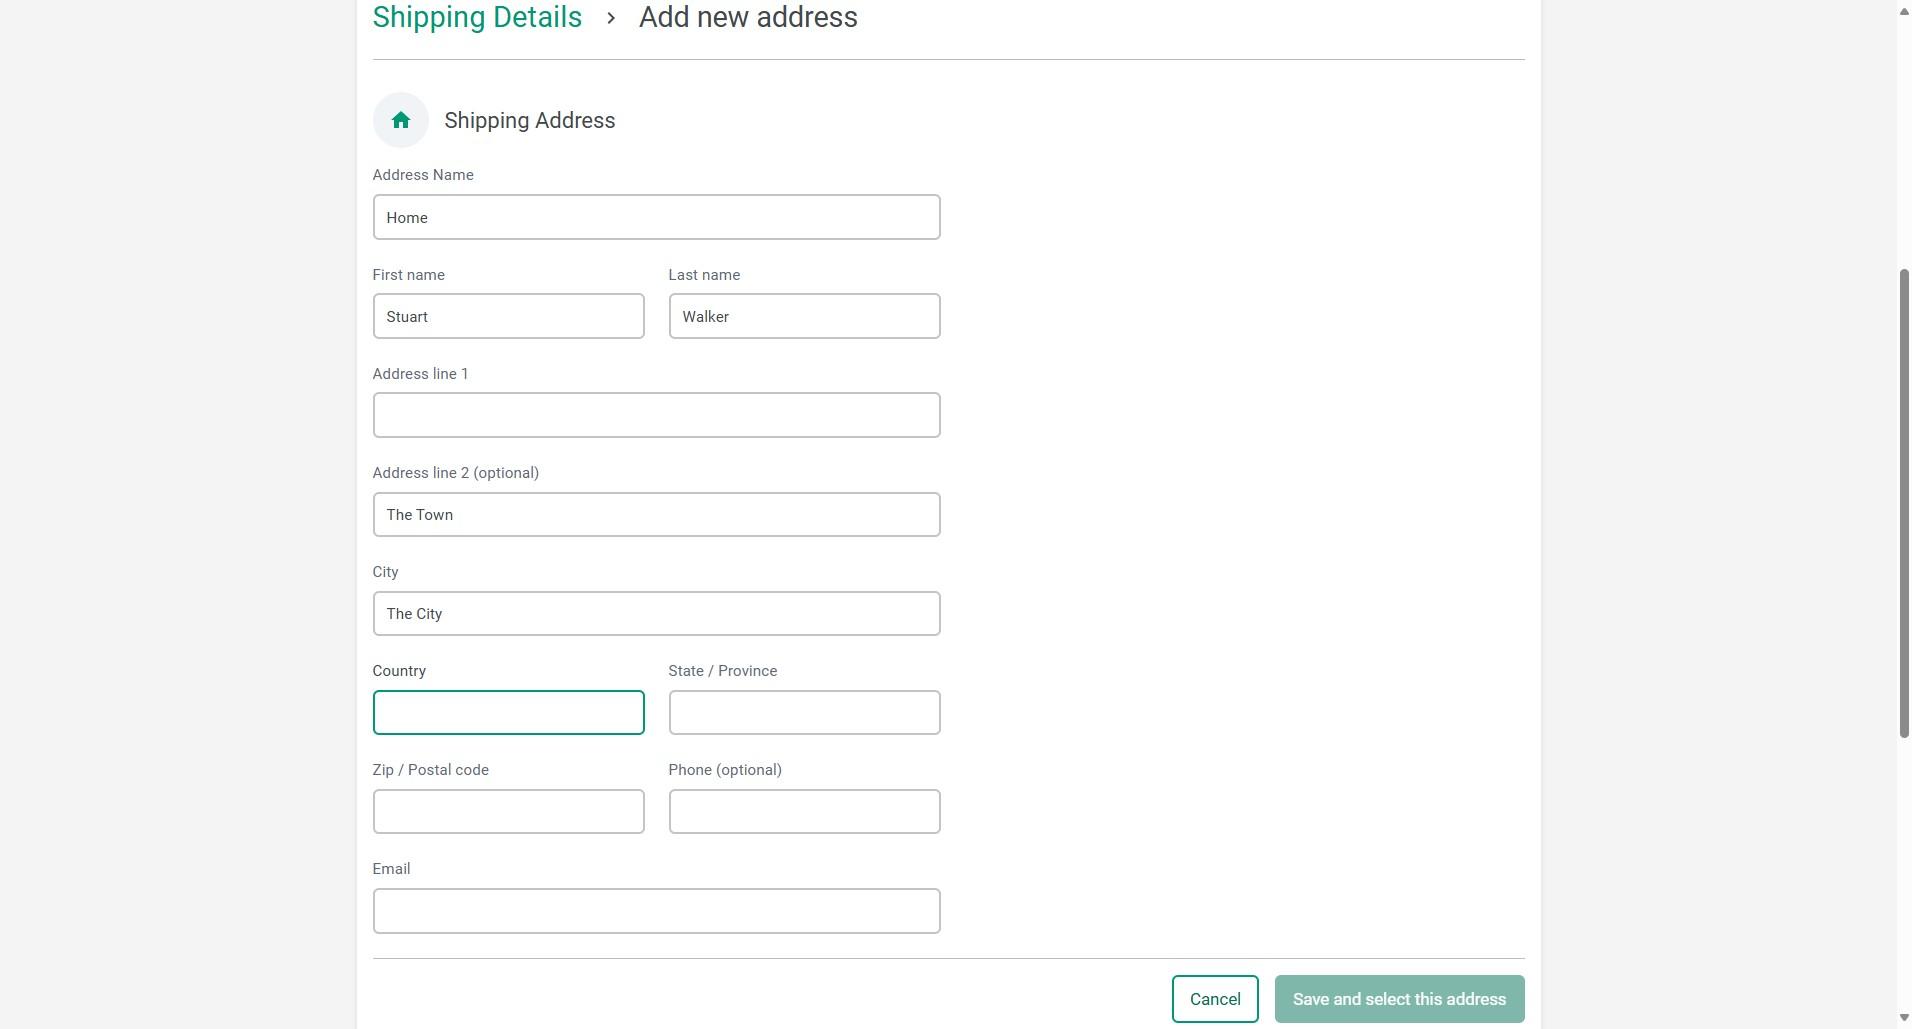 Shipping Details > Add new address
Shipping Address
Address Name
Home
First name Last name
Stuart Walker
Address line 1
Address line 2 (optional)
The Town
City
The City
Country State / Province
Zip / Postal code Phone (optional)
Email
Cancel Save and select this address